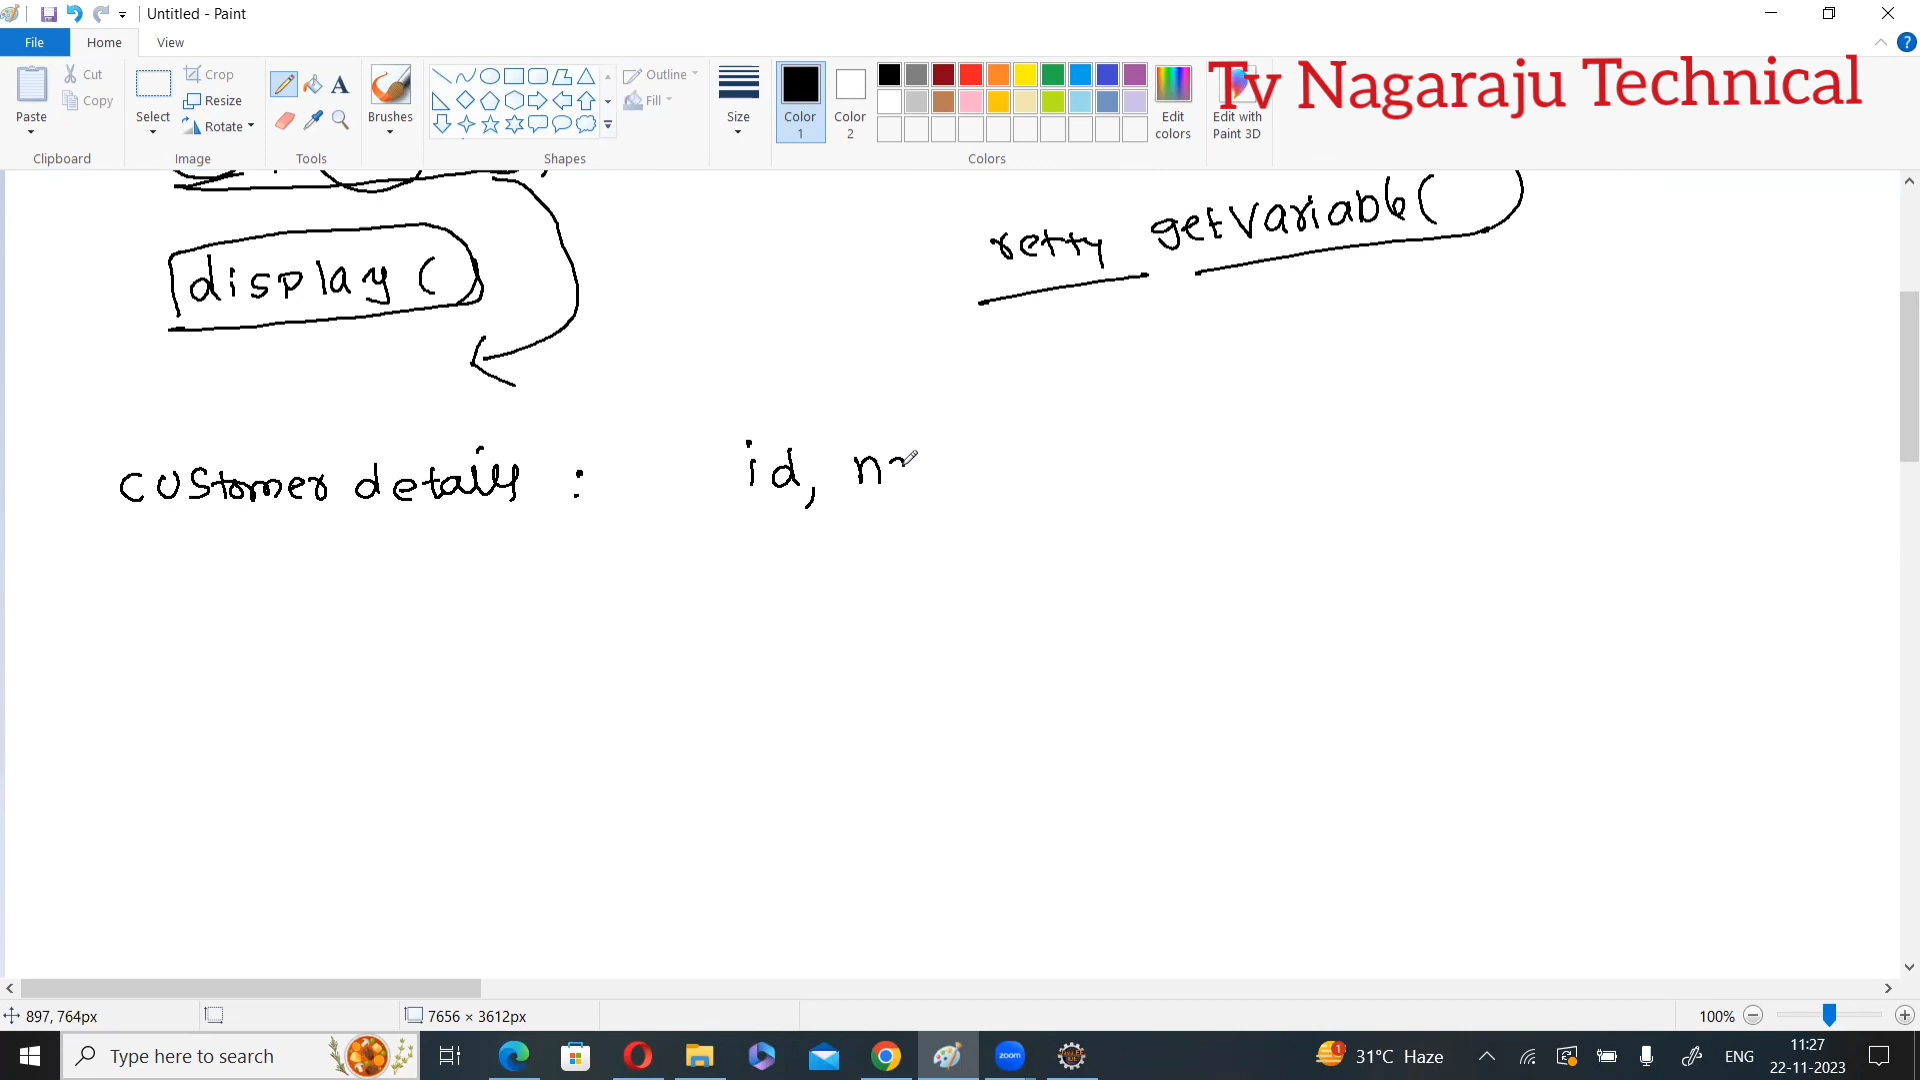 Untitled - Paint
File Home View
Paste
Cut
Copy
Clipboard
Select
Crop
Resize
Rotate
Image
Tools
Brushes
Shapes
Outline
Fill
Size
Color 1
Color 2
Colors
Edit colors
Edit with Paint 3D
Tv Nagaraju Technical
retty getVariable(
display ( )
customer details : id, n
897, 764px
7656 × 3612px
100%
Type here to search
zoom
31°C Haze
ENG
11:27
22-11-2023